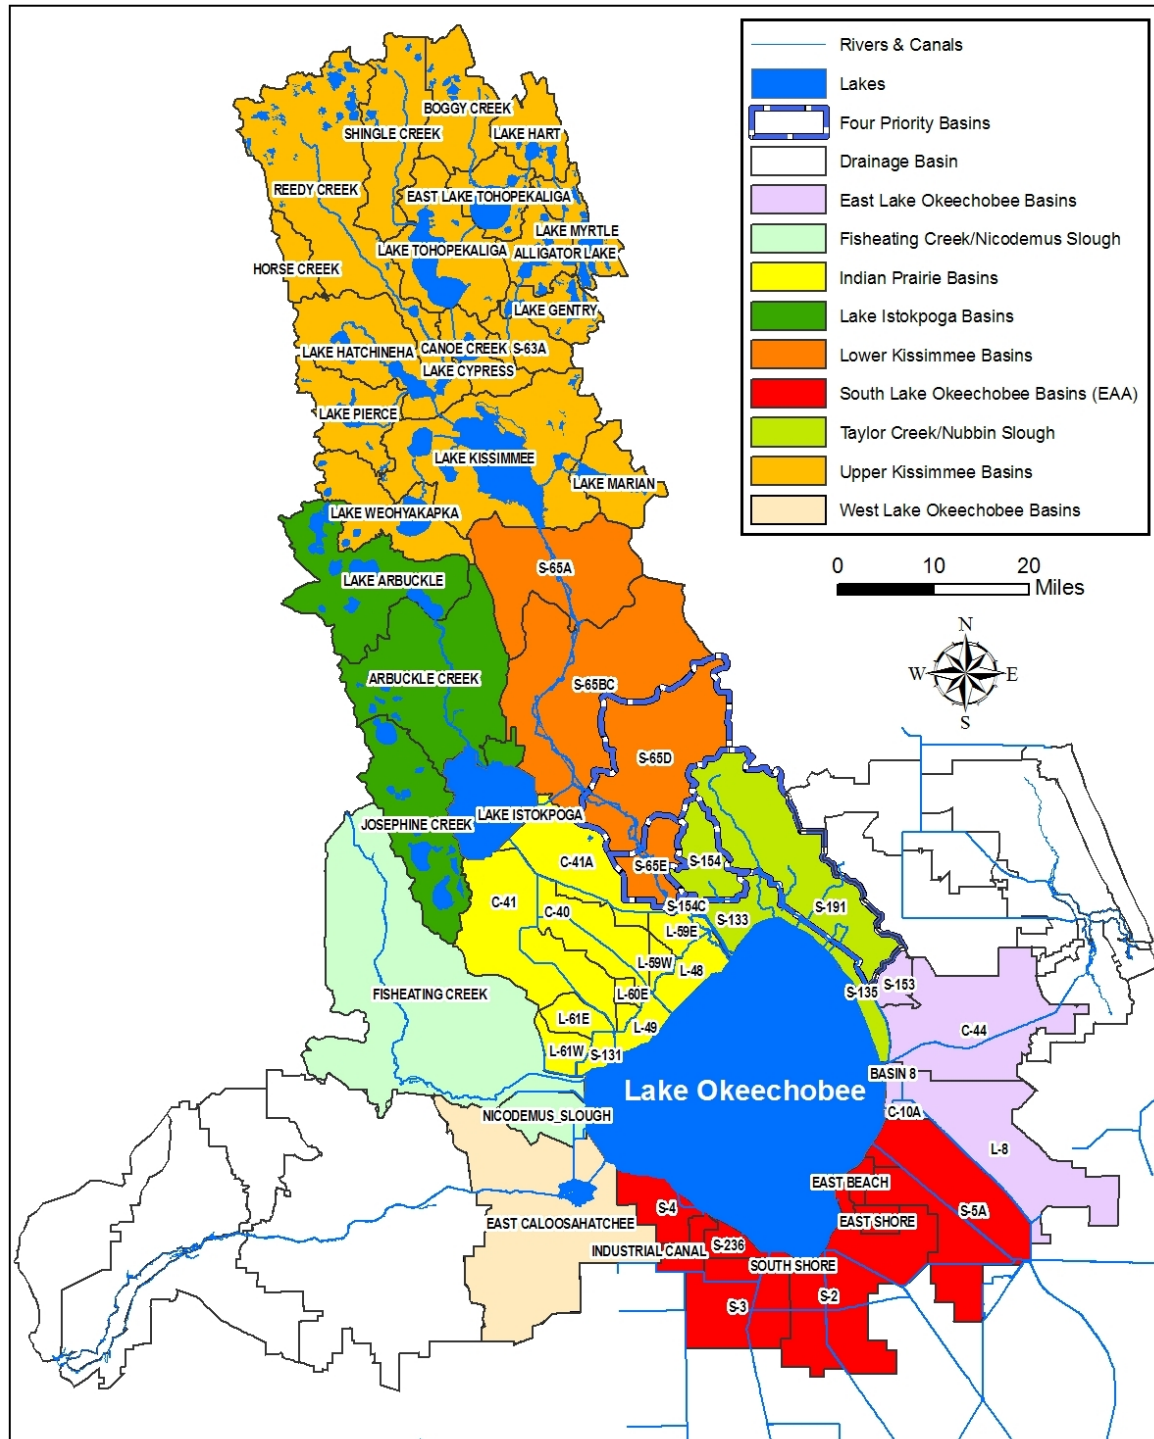 Rivers & Canals
Lakes
Four Priority Basins
Drainage Basin
East Lake Okeechobee Basins
Fisheating Creek/Nicodemus Slough
Indian Prairie Basins
Lake Istokpoga Basins
Lower Kissimmee Basins
South Lake Okeechobee Basins (EAA)
Taylor Creek/Nubbin Slough
Upper Kissimmee Basins
West Lake Okeechobee Basins
0 10 20
Miles
N
W E
S
BOGGY CREEK
SHINGLE CREEK
LAKE HART
REEDY CREEK
EAST LAKE TOHOPEKALIGA
LAKE MYRTLE
LAKE TOHOPEKALIGA
ALLIGATOR LAKE
HORSE CREEK
LAKE GENTRY
LAKE HATCHINEHA
CANOE CREEK
S-63A
LAKE CYPRESS
LAKE PIERCE
LAKE KISSIMMEE
LAKE MARIAN
LAKE WEOHYAKAPKA
S-65A
LAKE ARBUCKLE
ARBUCKLE CREEK
S-65BC
S-65D
LAKE ISTOKPOGA
JOSEPHINE CREEK
C-41A
S-65E
S-154
C-41
C-40
S-154C
S-133
S-191
L-59E
L-59W
L-48
FISHEATING CREEK
L-60E
S-135
S-153
L-61E
L-49
C-44
L-61W
S-131
BASIN 8
Lake Okeechobee
C-10A
NICODEMUS_SLOUGH
L-8
EAST BEACH
S-4
S-5A
EAST CALOOSAHATCHEE
EAST SHORE
INDUSTRIAL CANAL
S-236
SOUTH SHORE
S-3
S-2